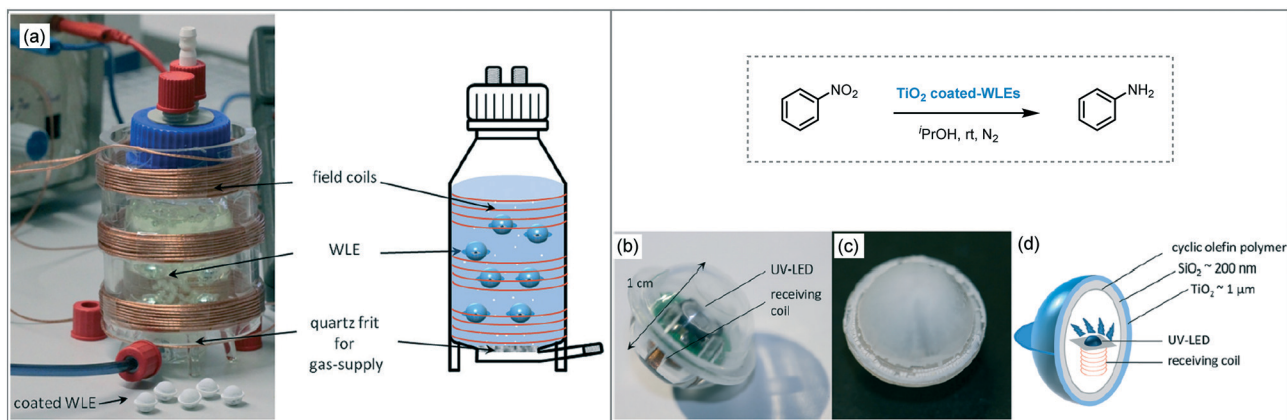 (a)
field coils
WLE
quartz frit
for
gas-supply
coated WLE
NO₂
TiO₂ coated-WLEs
ⁱPrOH, rt, N₂
NH₂
(b)
1 cm
UV-LED
receiving
coil
(c)
(d)
cyclic olefin polymer
SiO₂ ~ 200 nm
TiO₂ ~ 1 µm
UV-LED
receiving coil